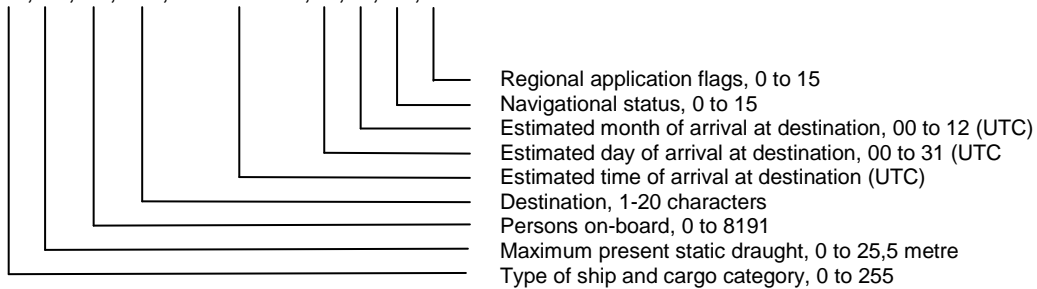 Regional application flags, 0 to 15
Navigational status, 0 to 15
Estimated month of arrival at destination, 00 to 12 (UTC)
Estimated day of arrival at destination, 00 to 31 (UTC
Estimated time of arrival at destination (UTC)
Destination, 1-20 characters
Persons on-board, 0 to 8191
Maximum present static draught, 0 to 25,5 metre
Type of ship and cargo category, 0 to 255